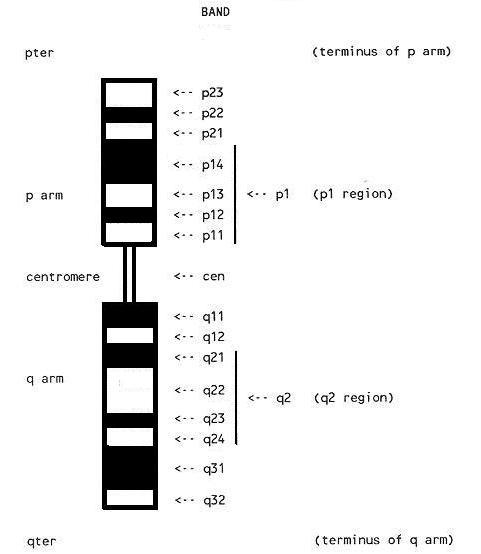 BAND
pter (terminus of p arm)
<-- p23
<-- p22
<-- p21
<-- p14
p arm <-- p13 <-- p1 (p1 region)
<-- p12
<-- p11
centromere <-- cen
<-- q11
<-- q12
<-- q21
q arm <-- q22 <-- q2 (q2 region)
<-- q23
<-- q24
<-- q31
<-- q32
qter (terminus of q arm)